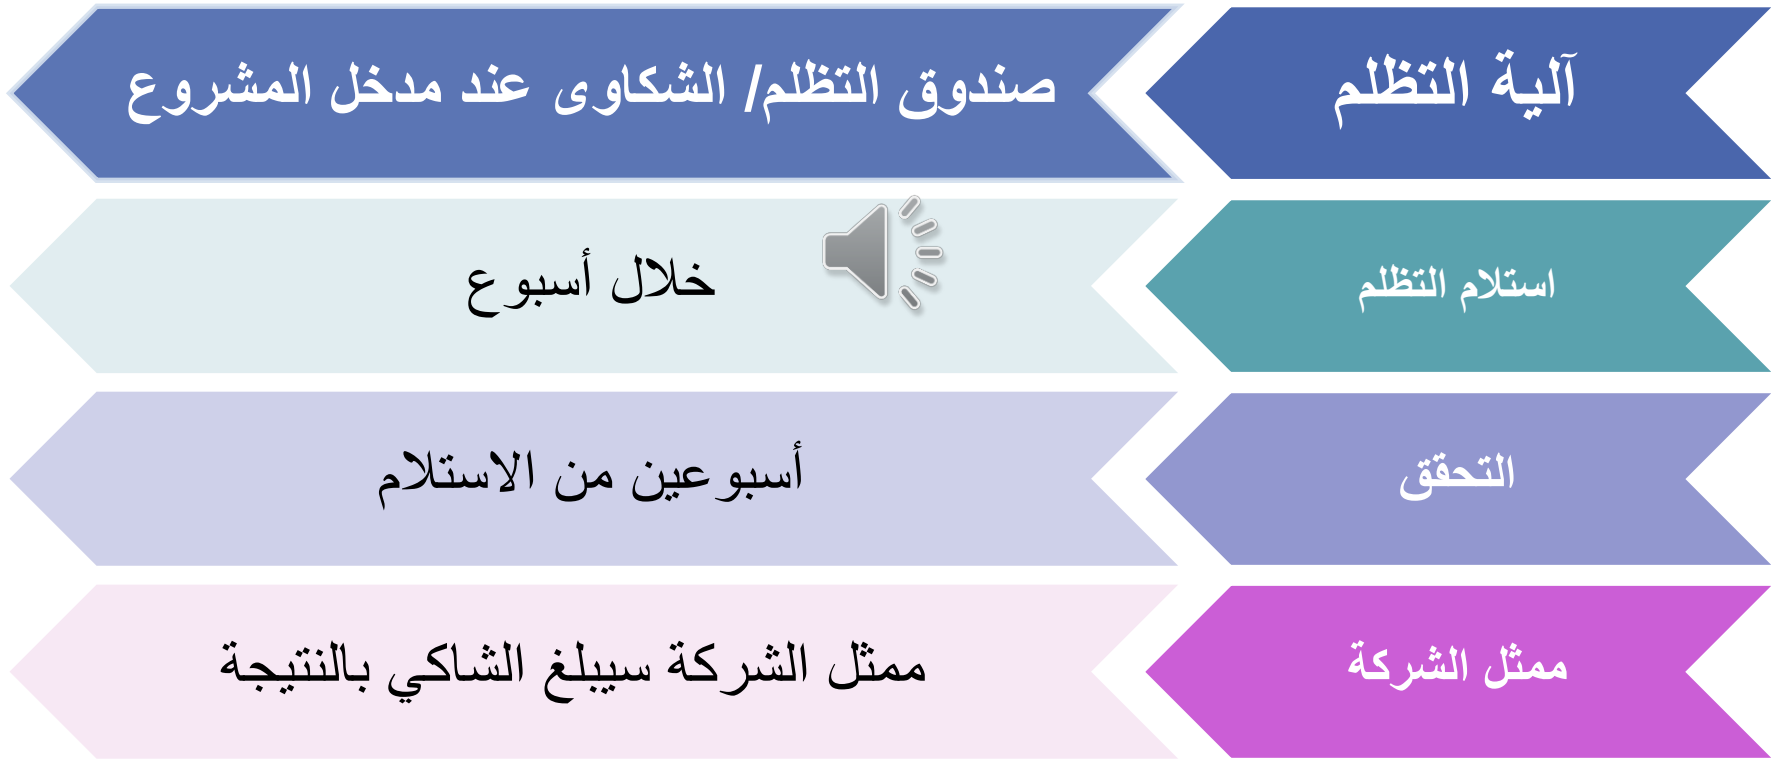 آلية التظلم
صندوق التظلم/ الشكاوى عند مدخل المشروع
استلام التظلم
خلال أسبوع
التحقق
أسبوعين من الاستلام
ممثل الشركة
ممثل الشركة سيبلغ الشاكي بالنتيجة